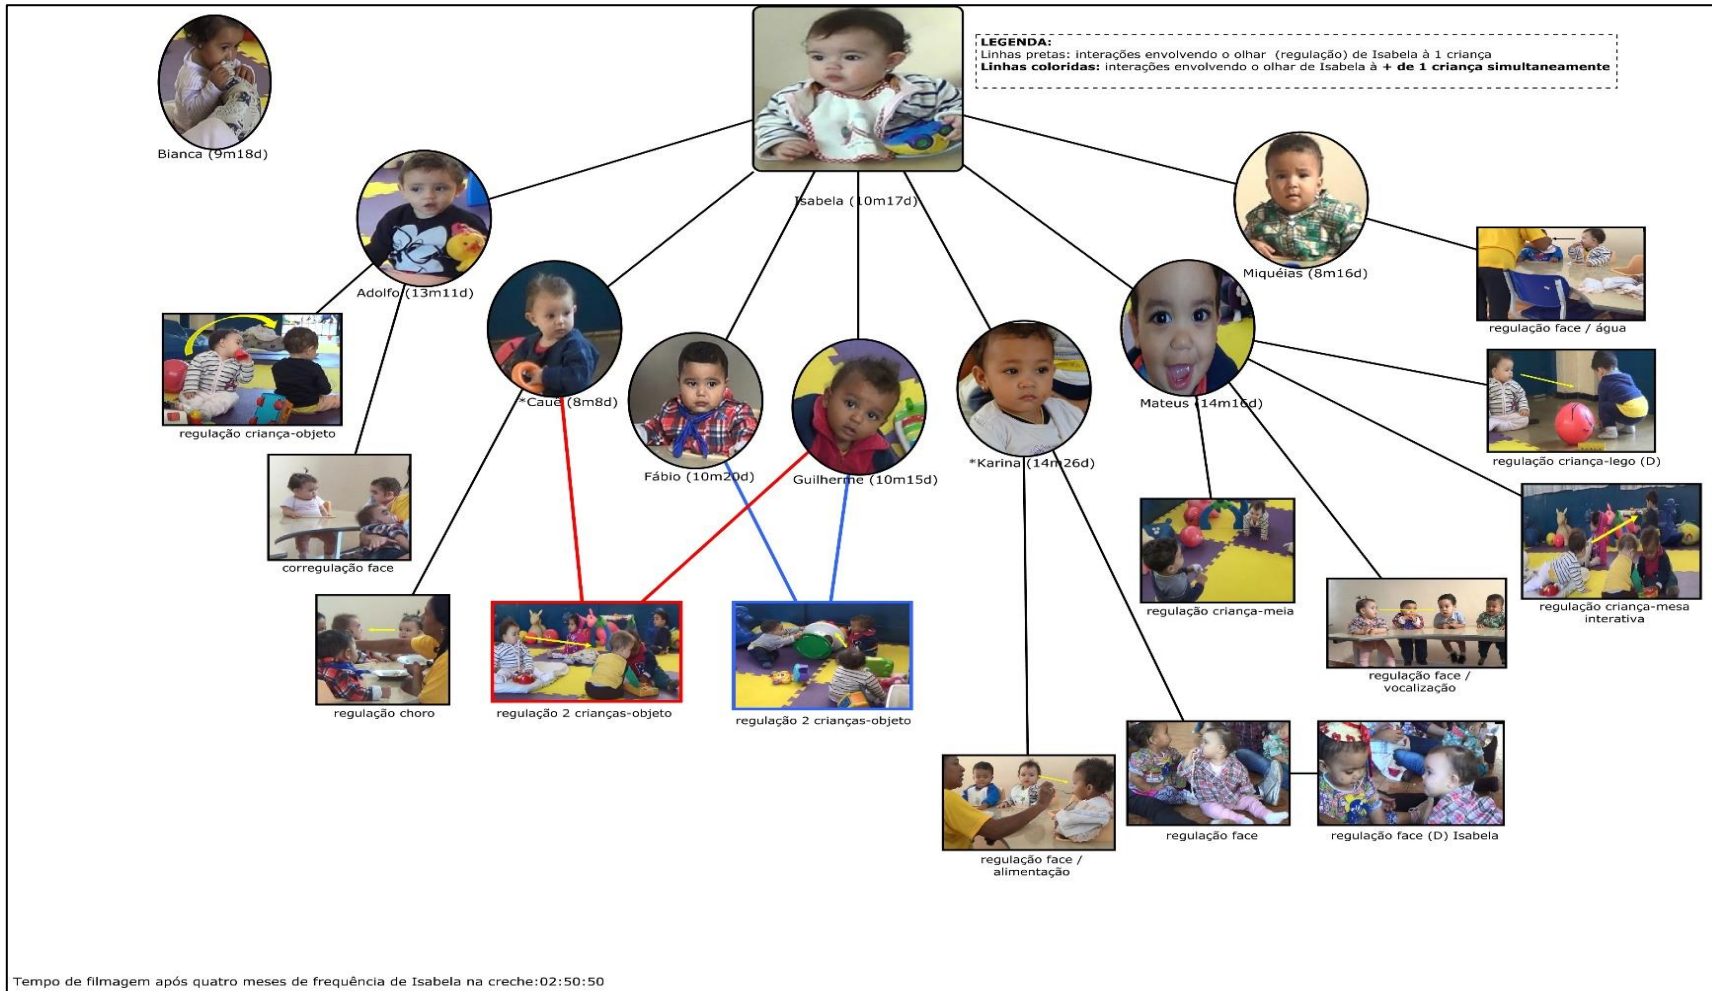 LEGENDA:
Linhas pretas: interações envolvendo o olhar (regulação) de Isabela à 1 criança
Linhas coloridas: interações envolvendo o olhar de Isabela à + de 1 criança simultaneamente
Bianca (9m18d)
Isabela (10m17d)
Adolfo (13m11d)
Miquéias (8m16d)
*Cauê (8m8d)
Fábio (10m20d)
Guilherme (10m15d)
*Karina (14m26d)
Mateus (14m16d)
regulação face / água
regulação criança-objeto
regulação criança-lego (D)
corregulação face
regulação criança-meia
regulação criança-mesa
interativa
regulação face /
vocalização
regulação choro
regulação 2 crianças-objeto
regulação 2 crianças-objeto
regulação face /
alimentação
regulação face
regulação face (D) Isabela
Tempo de filmagem após quatro meses de frequência de Isabela na creche:02:50:50